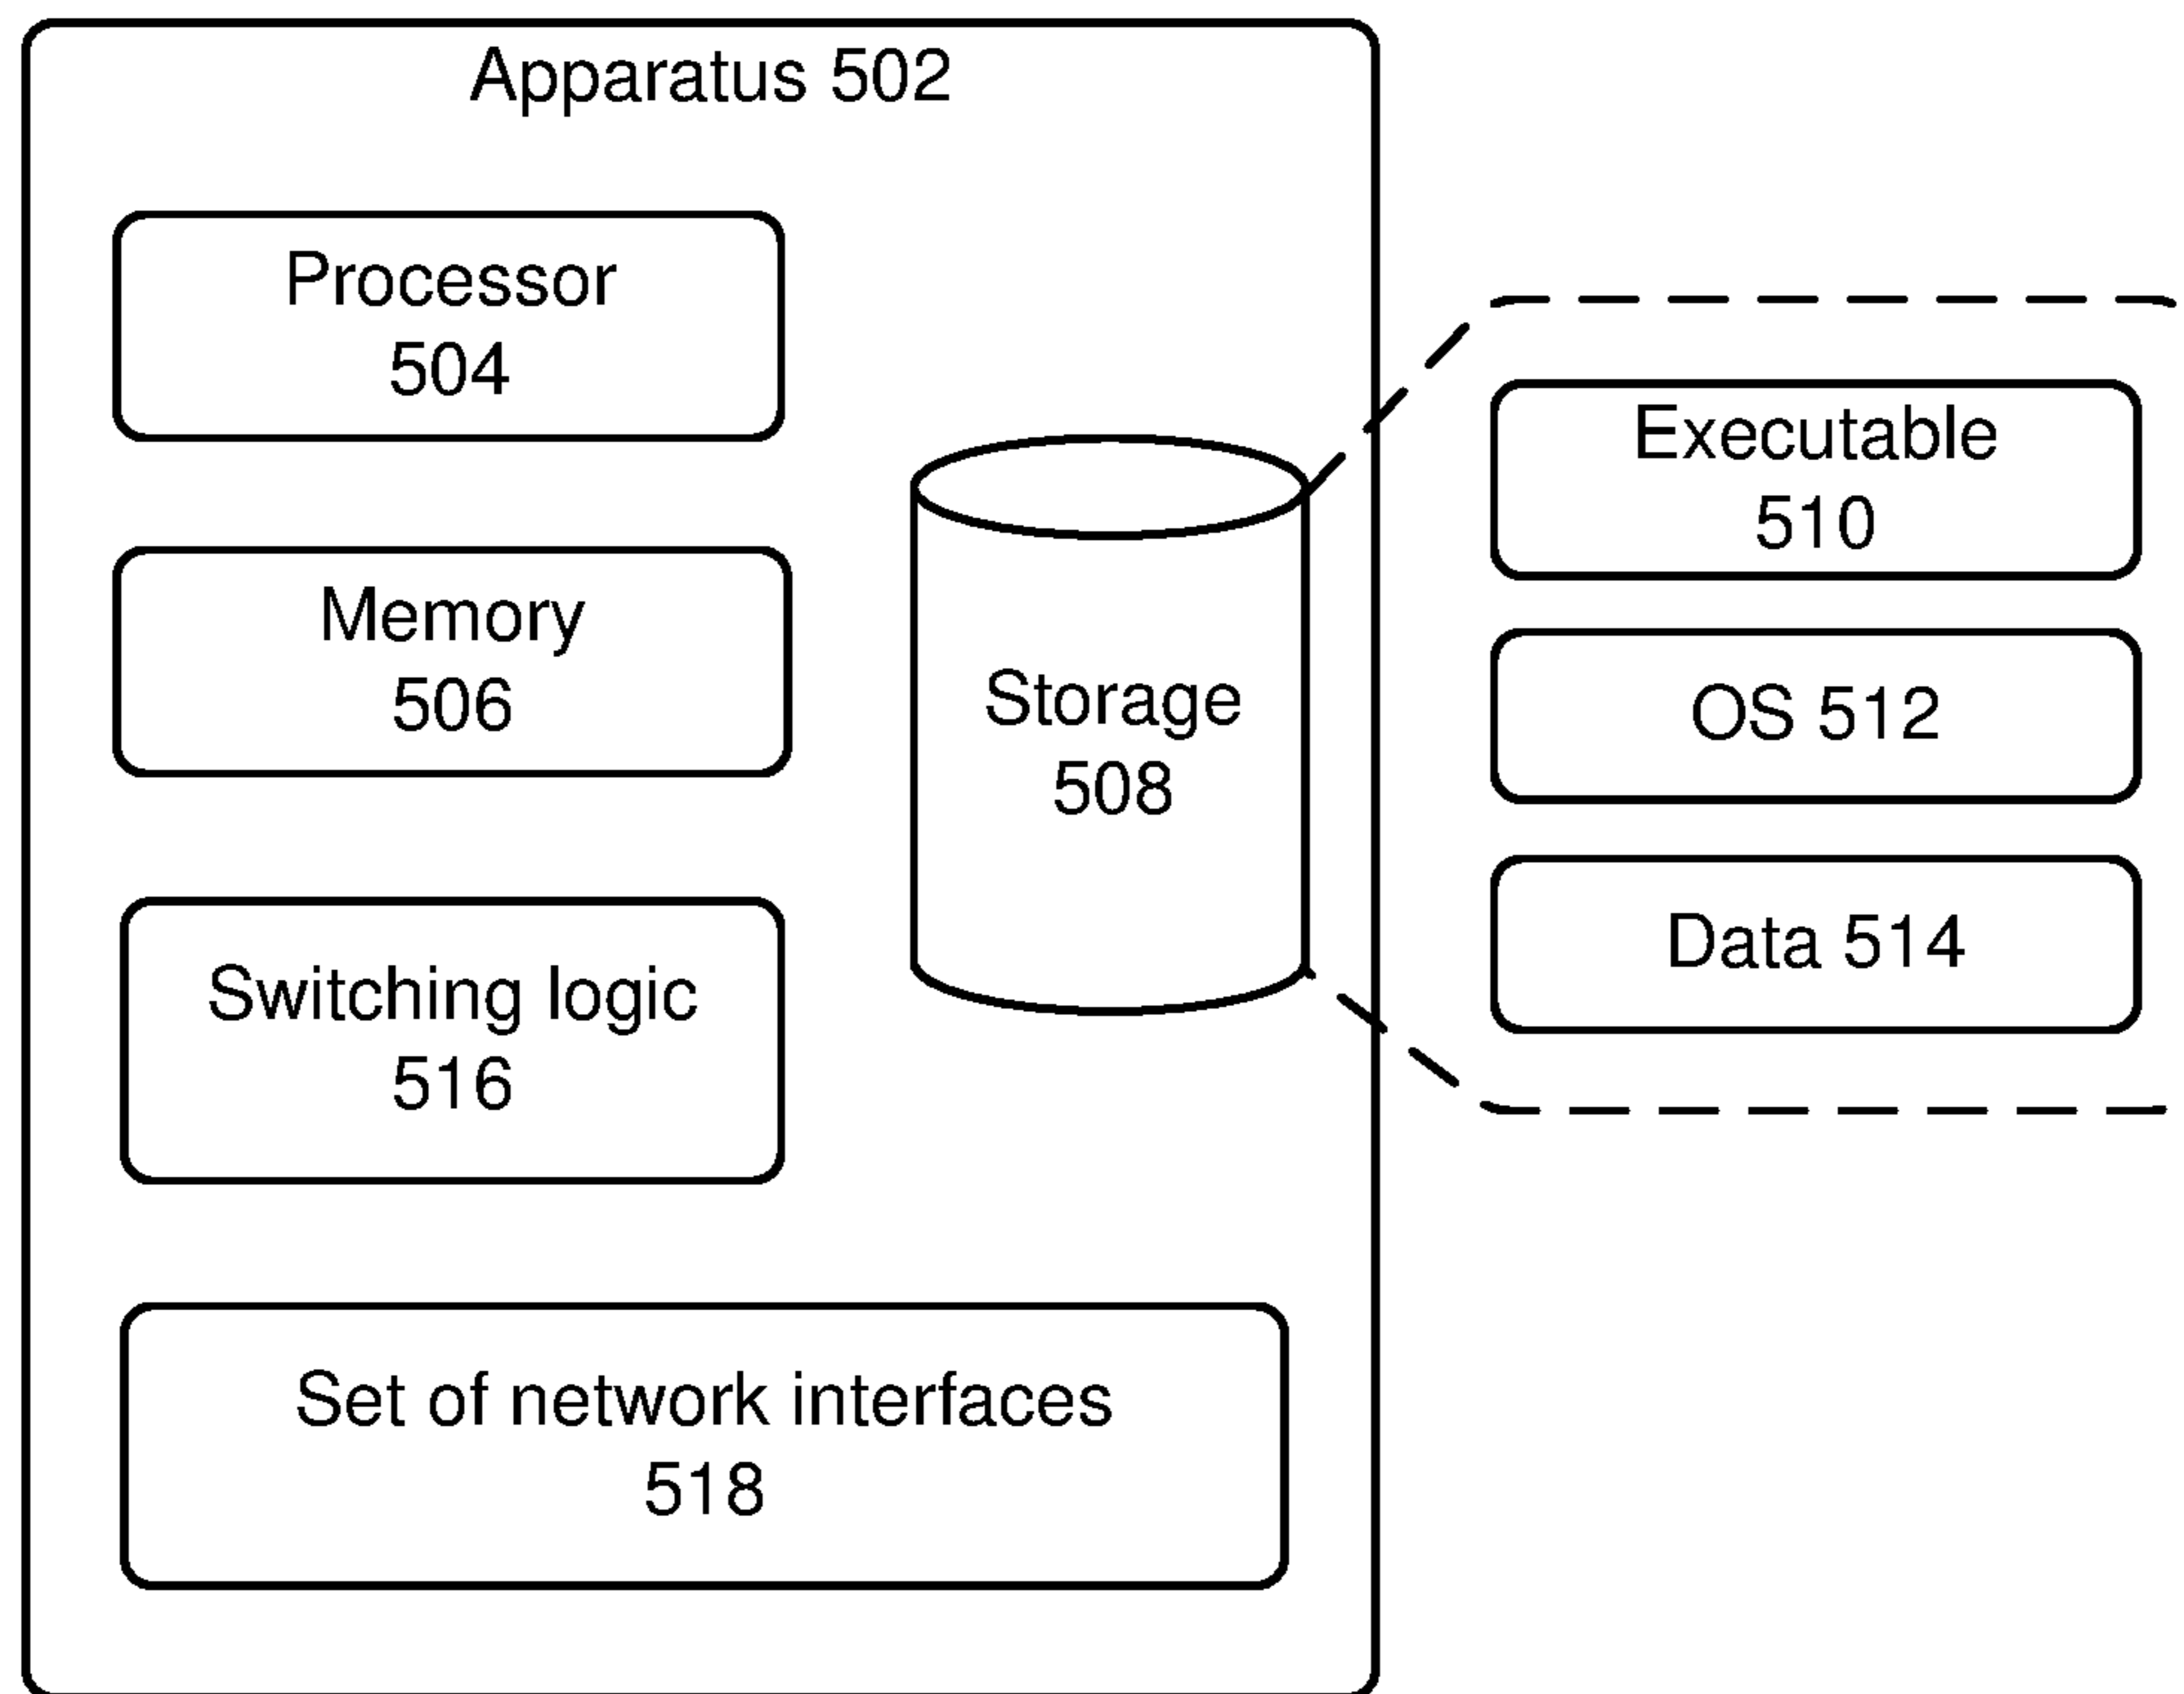 Apparatus 502
Processor
504
Memory
506
Switching logic
516
Set of network interfaces
518
Storage
508
Executable
510
OS 512
Data 514